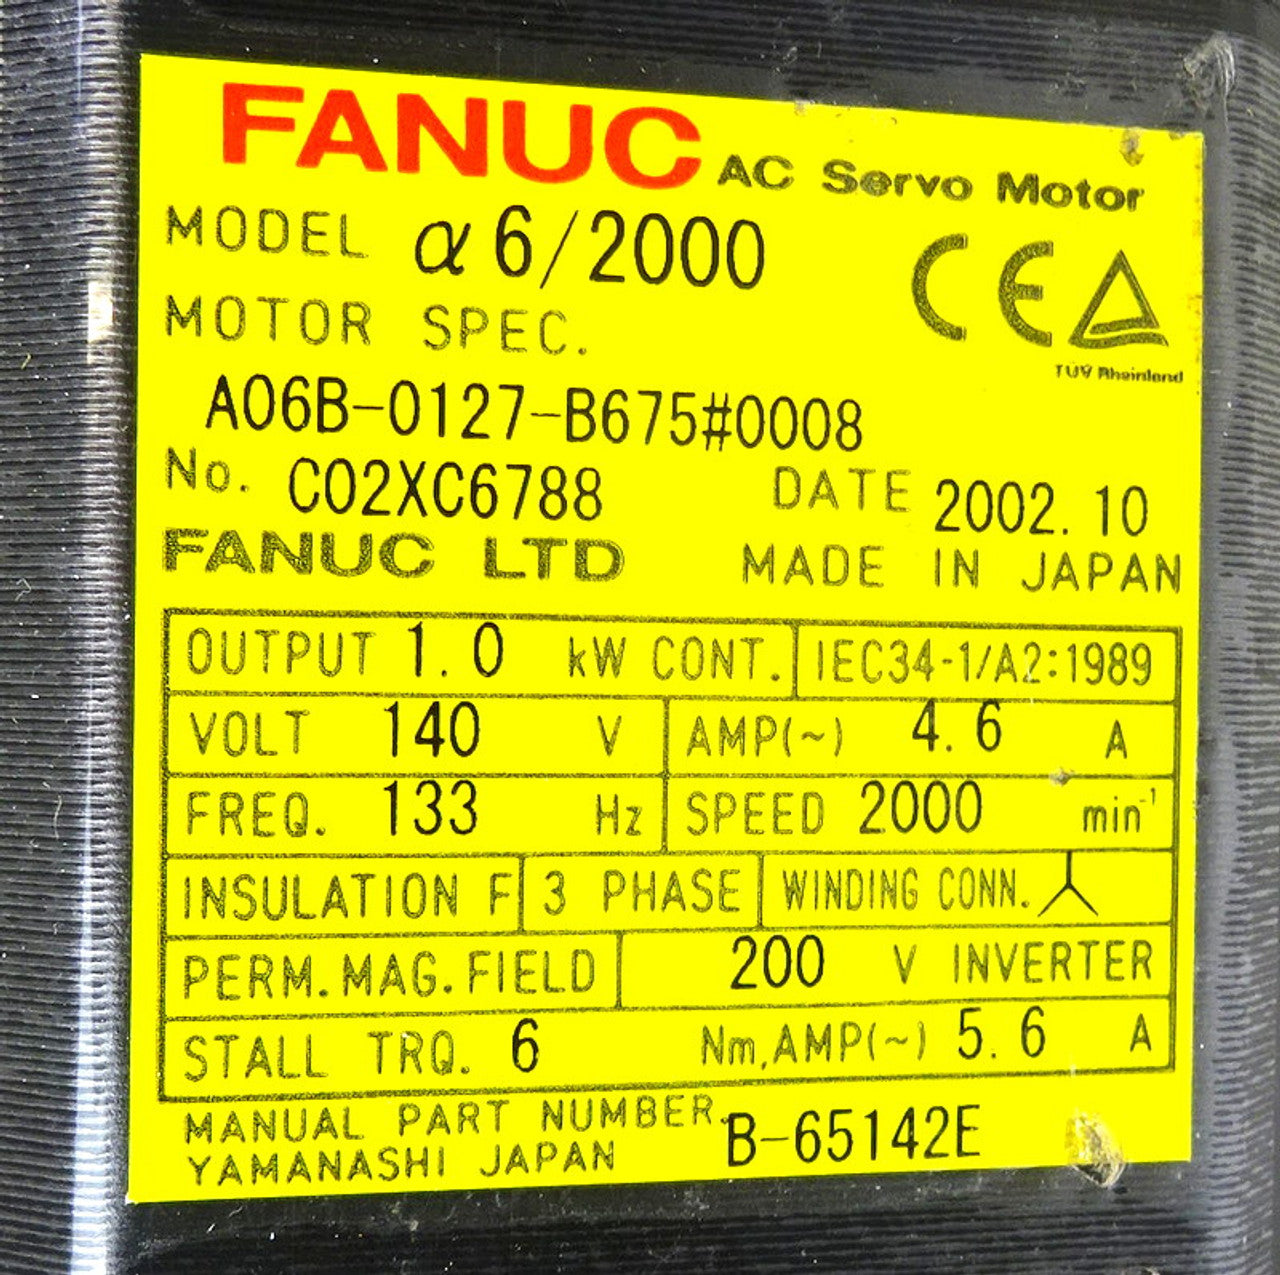 FANUC AC Servo Motor
MODEL α6/2000
MOTOR SPEC.
A06B-0127-B675#0008
CE
TÜV Rheinland
No. C02XC6788 DATE 2002.10
FANUC LTD MADE IN JAPAN
OUTPUT 1.0 kW CONT. IEC34-1/A2:1989
VOLT 140 V AMP(~) 4.6 A
FREQ. 133 Hz SPEED 2000 min⁻¹
INSULATION F 3 PHASE WINDING CONN.
PERM.MAG.FIELD 200 V INVERTER
STALL TRQ. 6 Nm,AMP(~) 5.6 A
MANUAL PART NUMBER. B-65142E
YAMANASHI JAPAN